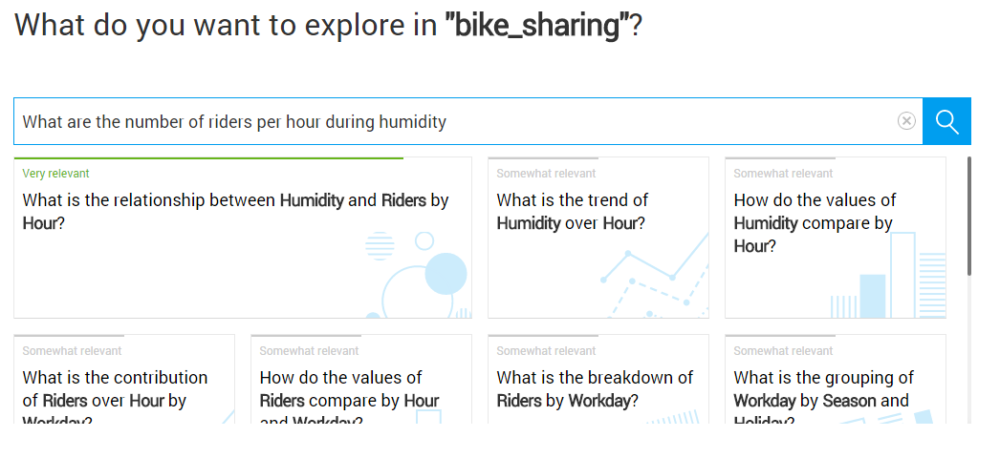 What do you want to explore in "bike_sharing"?
What are the number of riders per hour during humidity
Very relevant
What is the relationship between Humidity and Riders by
Hour?
Somewhat relevant
What is the trend of
Humidity over Hour?
Somewhat relevant
How do the values of
Humidity compare by
Hour?
Somewhat relevant
What is the contribution
of Riders over Hour by
Workday?
Somewhat relevant
How do the values of
Riders compare by Hour
and Workday?
Somewhat relevant
What is the breakdown of
Riders by Workday?
Somewhat relevant
What is the grouping of
Workday by Season and
Holiday?